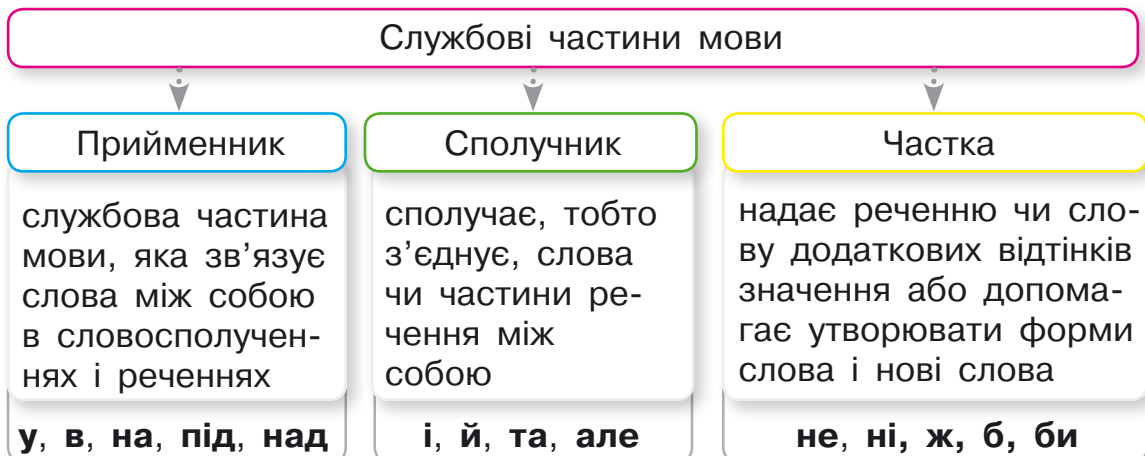 Службові частини мови
Прийменник
службова частина
мови, яка зв’язує
слова між собою
в словосполучен-
нях і реченнях
у, в, на, під, над
Сполучник
сполучає, тобто
з’єднує, слова
чи частини ре-
чення між
собою
і, й, та, але
Частка
надає реченню чи сло-
ву додаткових відтінків
значення або допома-
гає утворювати форми
слова і нові слова
не, ні, ж, б, би